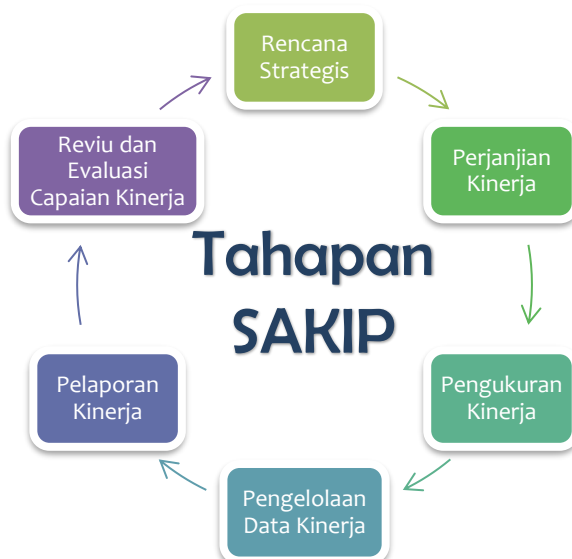 Rencana
Strategis
Perjanjian
Kinerja
Pengukuran
Kinerja
Pengelolaan
Data Kinerja
Pelaporan
Kinerja
Reviu dan
Evaluasi
Capaian Kinerja
Tahapan
SAKIP